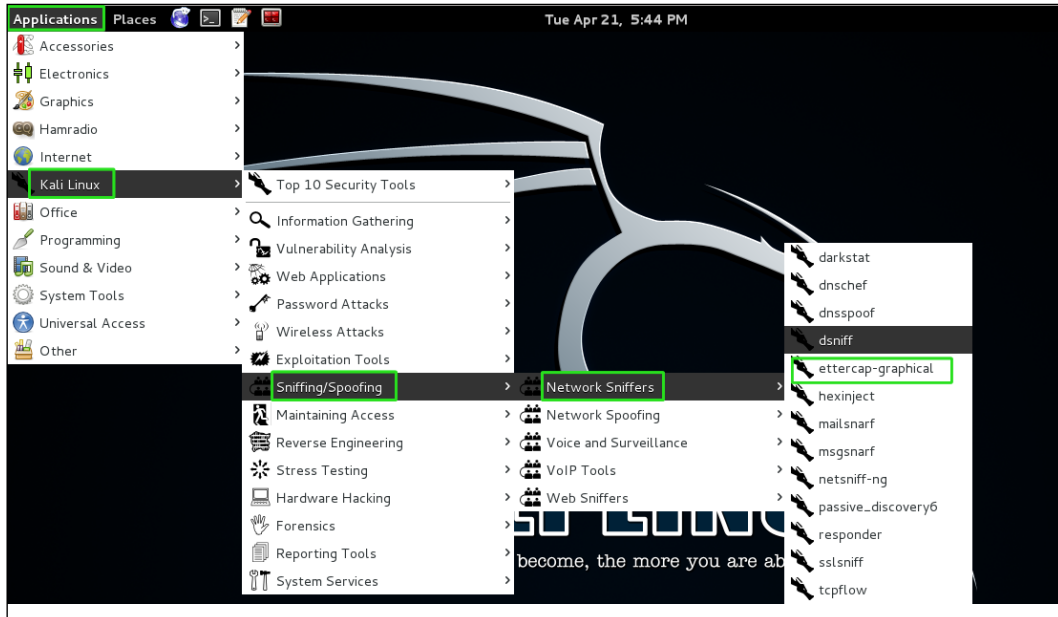 Applications Places Tue Apr 21, 5:44 PM
Accessories
Electronics
Graphics
Hamradio
Internet
Kali Linux
Office
Programming
Sound & Video
System Tools
Universal Access
Other
Top 10 Security Tools
Information Gathering
Vulnerability Analysis
Web Applications
Password Attacks
Wireless Attacks
Exploitation Tools
Sniffing/Spoofing
Maintaining Access
Reverse Engineering
Stress Testing
Hardware Hacking
Forensics
Reporting Tools
System Services
Network Sniffers
Network Spoofing
Voice and Surveillance
VoIP Tools
Web Sniffers
darkstat
dnschef
dnsspoof
dsniff
ettercap-graphical
hexinject
mailsnarf
msgsnarf
netsniff-ng
passive_discovery6
responder
sslsniff
tcpflow
become, the more you are ab